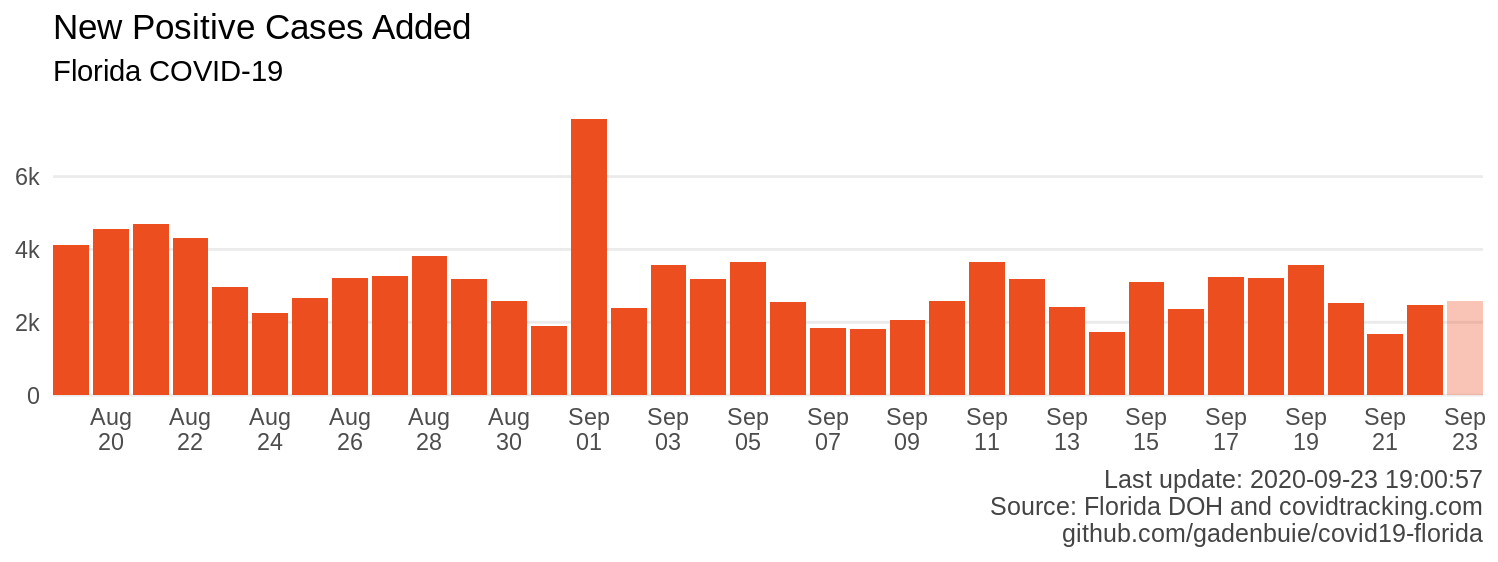 New Positive Cases Added
Florida COVID-19
6k
4k
2k
0
Aug Aug Aug Aug Aug Aug Sep Sep Sep Sep Sep Sep Sep Sep Sep Sep Sep Sep
20 22 24 26 28 30 01 03 05 07 09 11 13 15 17 19 21 23
Last update: 2020-09-23 19:00:57
Source: Florida DOH and covidtracking.com
github.com/gadenbuie/covid19-florida